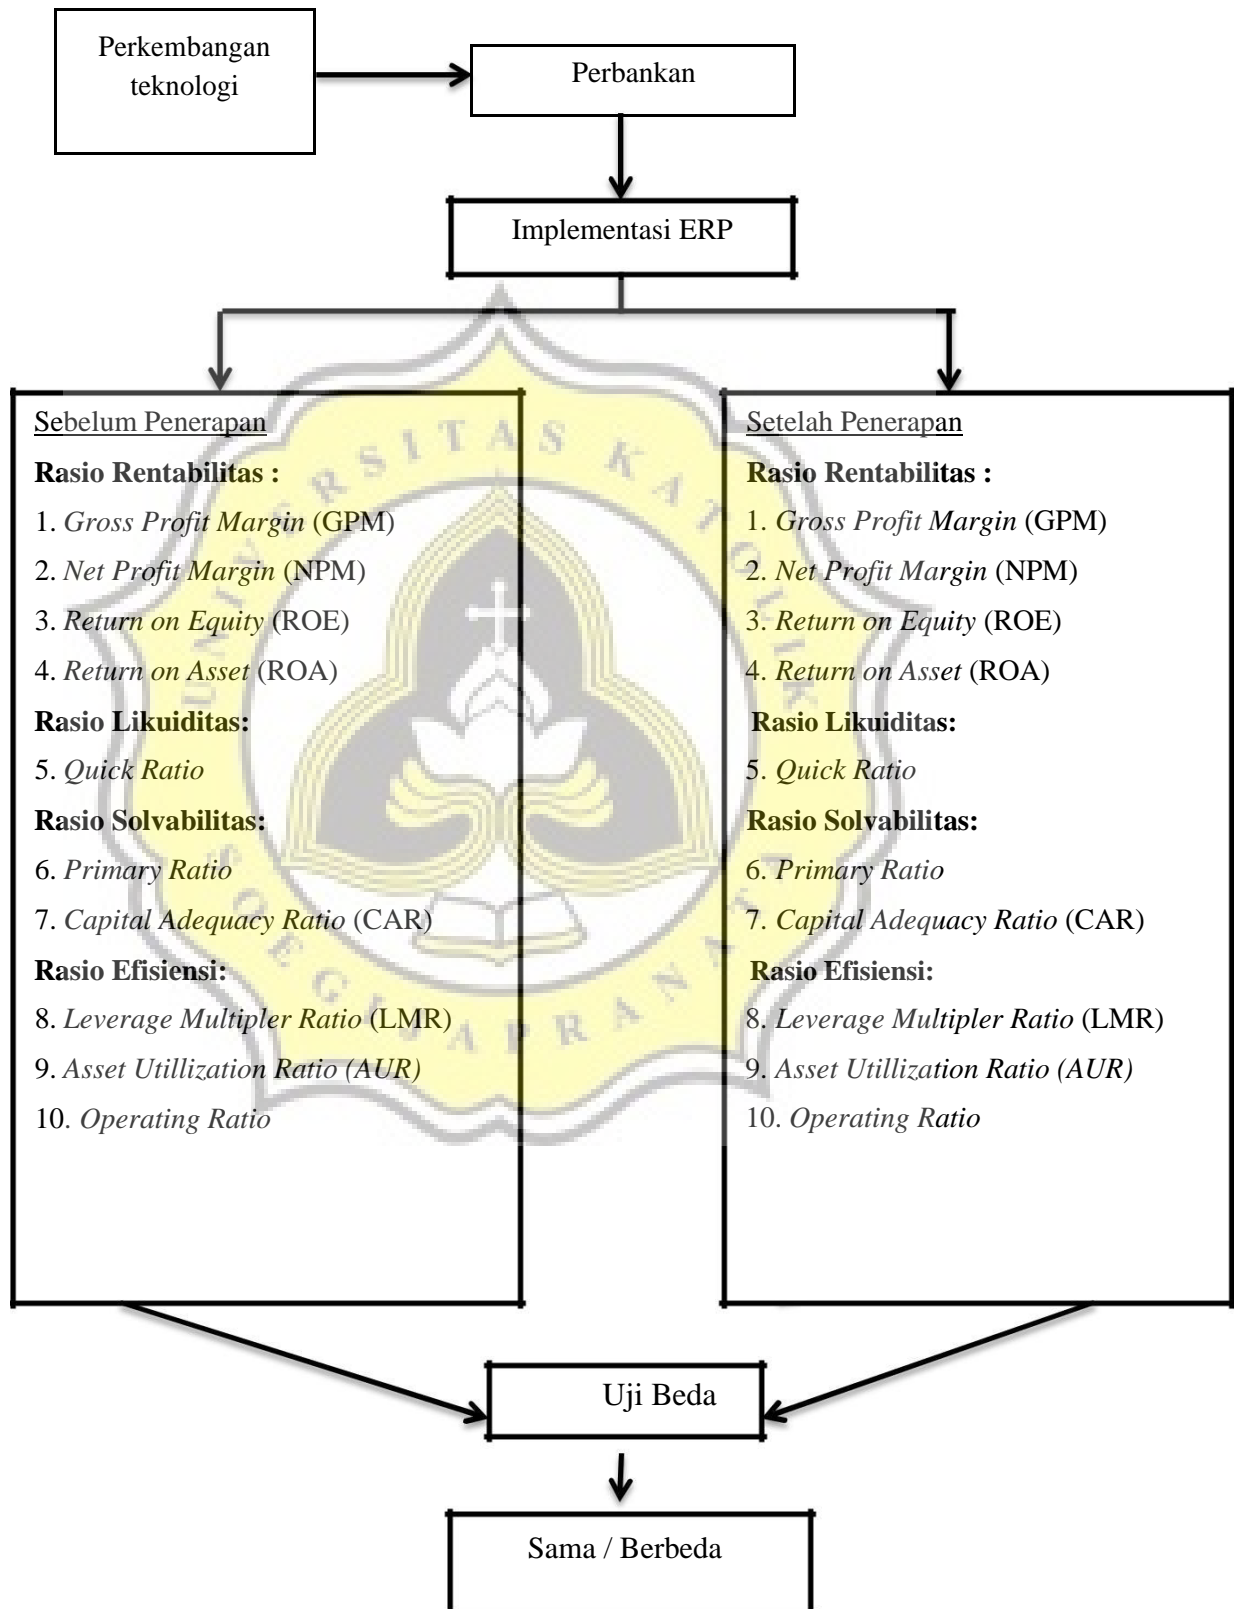 Perkembangan
teknologi
Perbankan
Implementasi ERP
Sebelum Penerapan
Rasio Rentabilitas :
1. Gross Profit Margin (GPM)
2. Net Profit Margin (NPM)
3. Return on Equity (ROE)
4. Return on Asset (ROA)
Rasio Likuiditas:
5. Quick Ratio
Rasio Solvabilitas:
6. Primary Ratio
7. Capital Adequacy Ratio (CAR)
Rasio Efisiensi:
8. Leverage Multipler Ratio (LMR)
9. Asset Utillization Ratio (AUR)
10. Operating Ratio
Setelah Penerapan
Rasio Rentabilitas :
1. Gross Profit Margin (GPM)
2. Net Profit Margin (NPM)
3. Return on Equity (ROE)
4. Return on Asset (ROA)
Rasio Likuiditas:
5. Quick Ratio
Rasio Solvabilitas:
6. Primary Ratio
7. Capital Adequacy Ratio (CAR)
Rasio Efisiensi:
8. Leverage Multipler Ratio (LMR)
9. Asset Utillization Ratio (AUR)
10. Operating Ratio
UNIVERSITAS KATOLIK
SOEGIJAPRANATA
Uji Beda
Sama / Berbeda